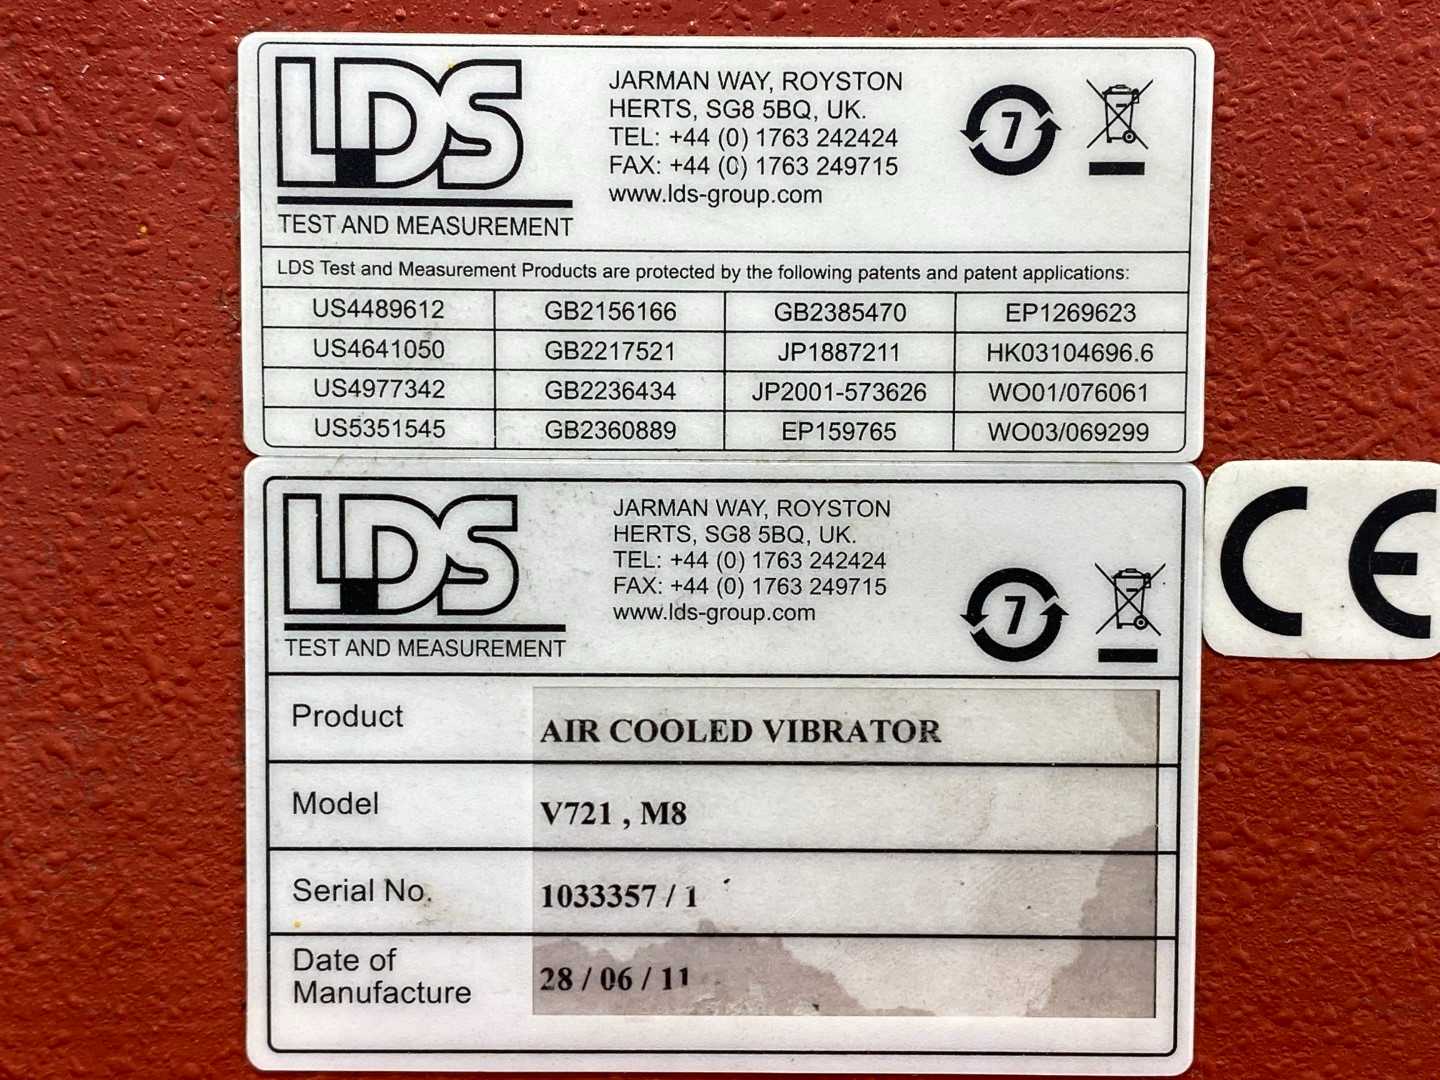 LDS
TEST AND MEASUREMENT
JARMAN WAY, ROYSTON
HERTS, SG8 5BQ, UK.
TEL: +44 (0) 1763 242424
FAX: +44 (0) 1763 249715
www.lds-group.com
7
LDS Test and Measurement Products are protected by the following patents and patent applications:
US4489612 GB2156166 GB2385470 EP1269623
US4641050 GB2217521 JP1887211 HK03104696.6
US4977342 GB2236434 JP2001-573626 WO01/076061
US5351545 GB2360889 EP159765 WO03/069299
LDS
TEST AND MEASUREMENT
JARMAN WAY, ROYSTON
HERTS, SG8 5BQ, UK.
TEL: +44 (0) 1763 242424
FAX: +44 (0) 1763 249715
www.lds-group.com
7
CE
Product AIR COOLED VIBRATOR
Model V721 , M8
Serial No. 1033357 / 1
Date of
Manufacture 28 / 06 / 11